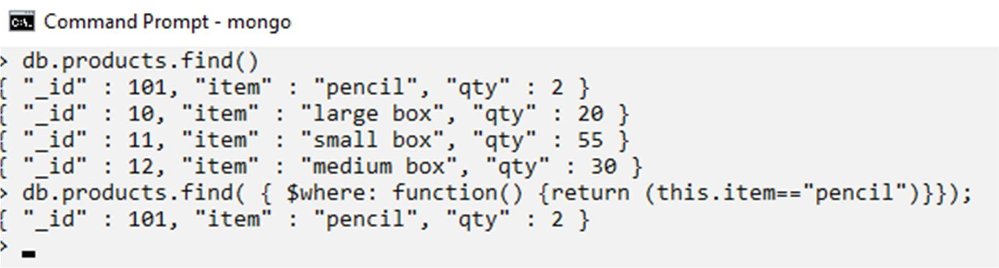 C:\. Command Prompt - mongo
> db.products.find()
{ "_id" : 101, "item" : "pencil", "qty" : 2 }
{ "_id" : 10, "item" : "large box", "qty" : 20 }
{ "_id" : 11, "item" : "small box", "qty" : 55 }
{ "_id" : 12, "item" : "medium box", "qty" : 30 }
> db.products.find( { $where: function() {return (this.item=="pencil")}});
{ "_id" : 101, "item" : "pencil", "qty" : 2 }
>